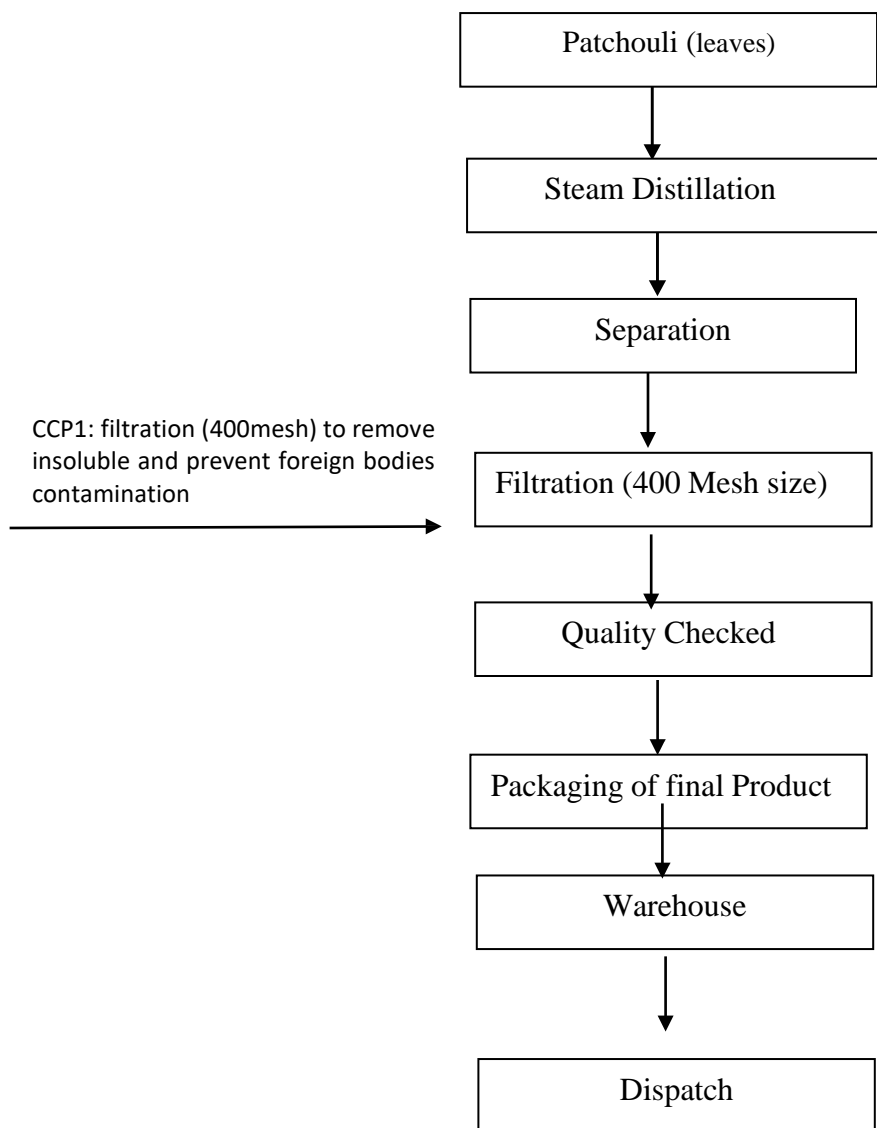 Patchouli (leaves)
Steam Distillation
Separation
CCP1: filtration (400mesh) to remove
insoluble and prevent foreign bodies
contamination
Filtration (400 Mesh size)
Quality Checked
Packaging of final Product
Warehouse
Dispatch